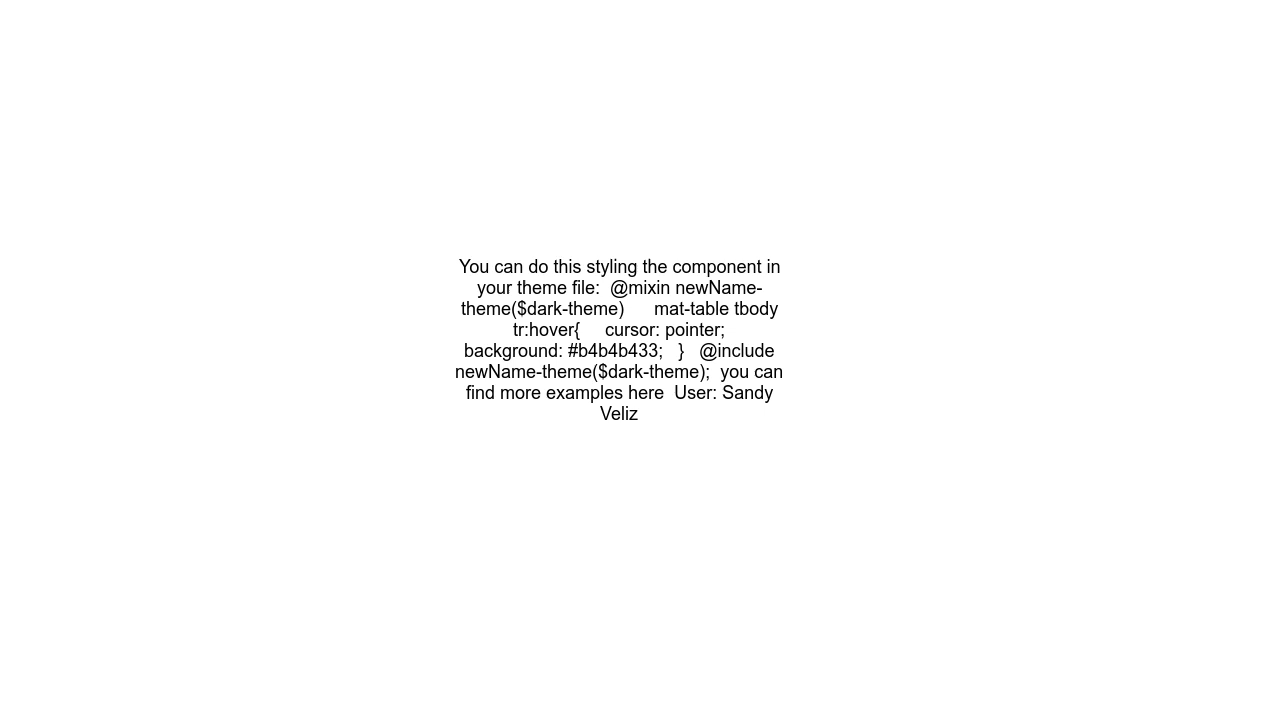 You can do this styling the component in
your theme file:  @mixin newName-
theme($dark-theme)      mat-table tbody
tr:hover{     cursor: pointer;
background: #b4b4b433;   }   @include
newName-theme($dark-theme);  you can
find more examples here  User: Sandy
Veliz